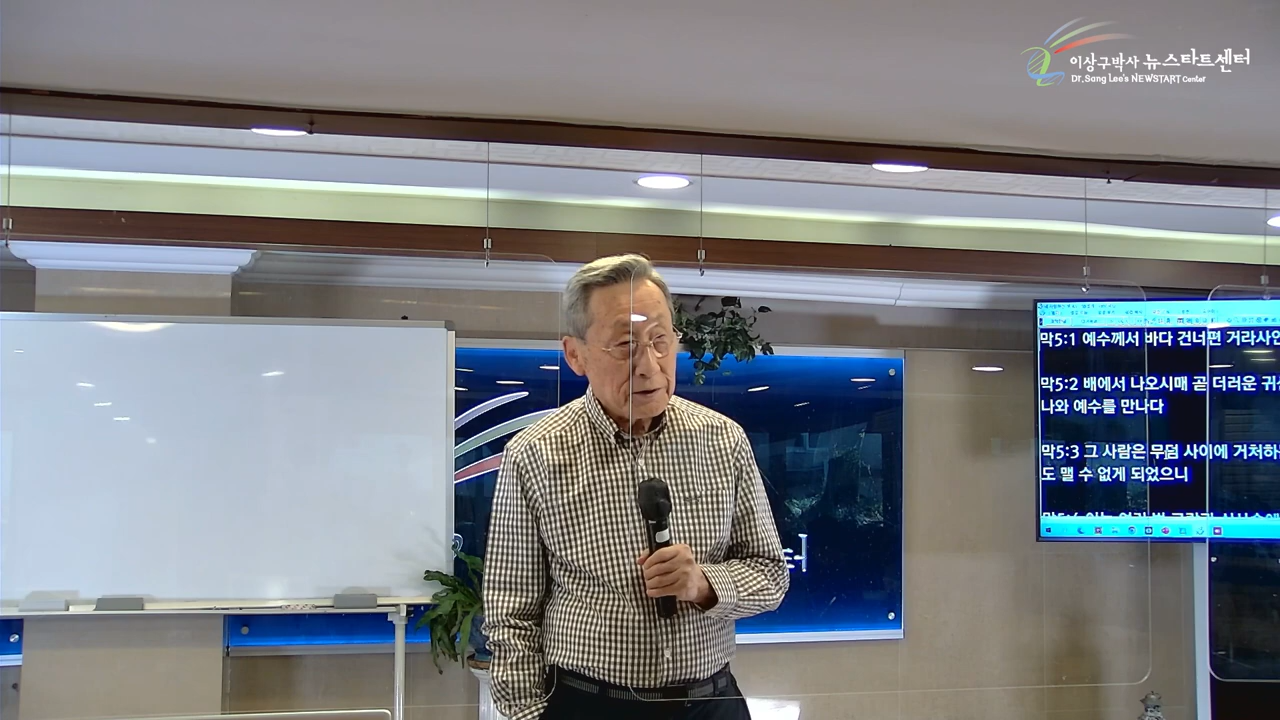 이상구박사 뉴스타트센터
Dr. Sang Lee's NEWSTART Center
막5:1 예수께서 바다 건너편 거라사인
막5:2 배에서 나오시매 곧 더러운 귀신
나와 예수를 만나다
막5:3 그 사람은 무덤 사이에 거처하
도 맬 수 없게 되었으니
터